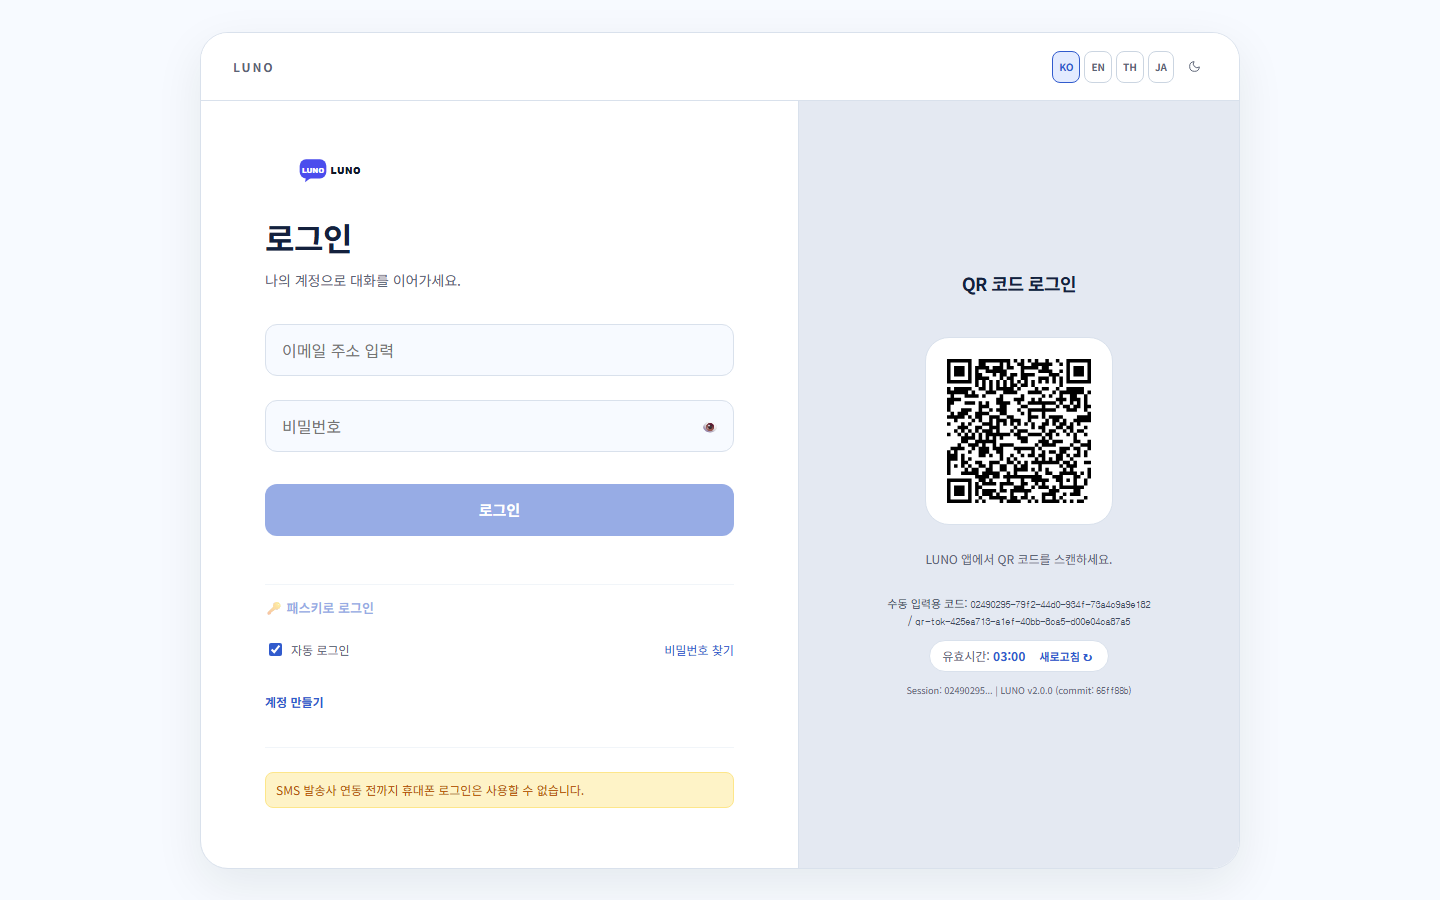 LUNO
KO EN TH JA
LUNO LUNO
로그인
나의 계정으로 대화를 이어가세요.
이메일 주소 입력
비밀번호
로그인
패스키로 로그인
자동 로그인
비밀번호 찾기
계정 만들기
SMS 발송사 연동 전까지 휴대폰 로그인은 사용할 수 없습니다.
QR 코드 로그인
LUNO 앱에서 QR 코드를 스캔하세요.
수동 입력용 코드: 02490295-79f2-44d0-934f-73a4c9a9e182
/ qr-tok-425ea713-a1ef-40bb-8ca5-d00e04ca87a5
유효시간: 03:00 새로고침 ↻
Session: 02490295... | LUNO v2.0.0 (commit: 65ff88b)